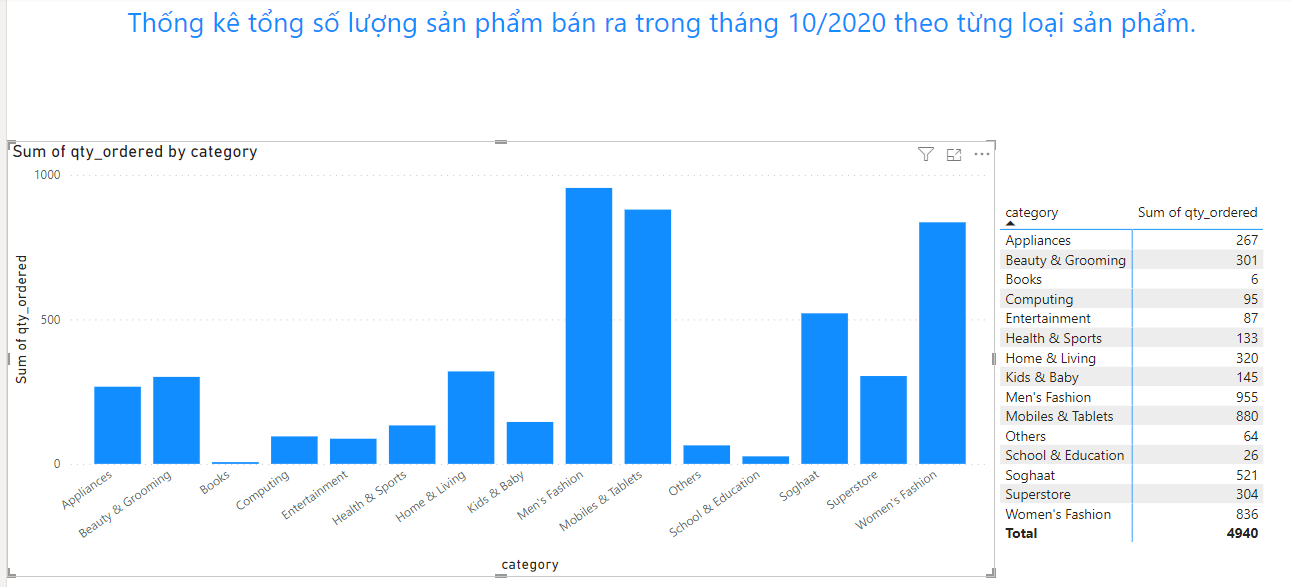 Thống kê tổng số lượng sản phẩm bán ra trong tháng 10/2020 theo từng loại sản phẩm.
Sum of qty_ordered by category
Sum of qty_ordered
1000
500
0
Appliances
Beauty & Grooming
Books
Computing
Entertainment
Health & Sports
Home & Living
Kids & Baby
Men's Fashion
Mobiles & Tablets
Others
School & Education
Soghaat
Superstore
Women's Fashion
category
category Sum of qty_ordered
Appliances 267
Beauty & Grooming 301
Books 6
Computing 95
Entertainment 87
Health & Sports 133
Home & Living 320
Kids & Baby 145
Men's Fashion 955
Mobiles & Tablets 880
Others 64
School & Education 26
Soghaat 521
Superstore 304
Women's Fashion 836
Total 4940